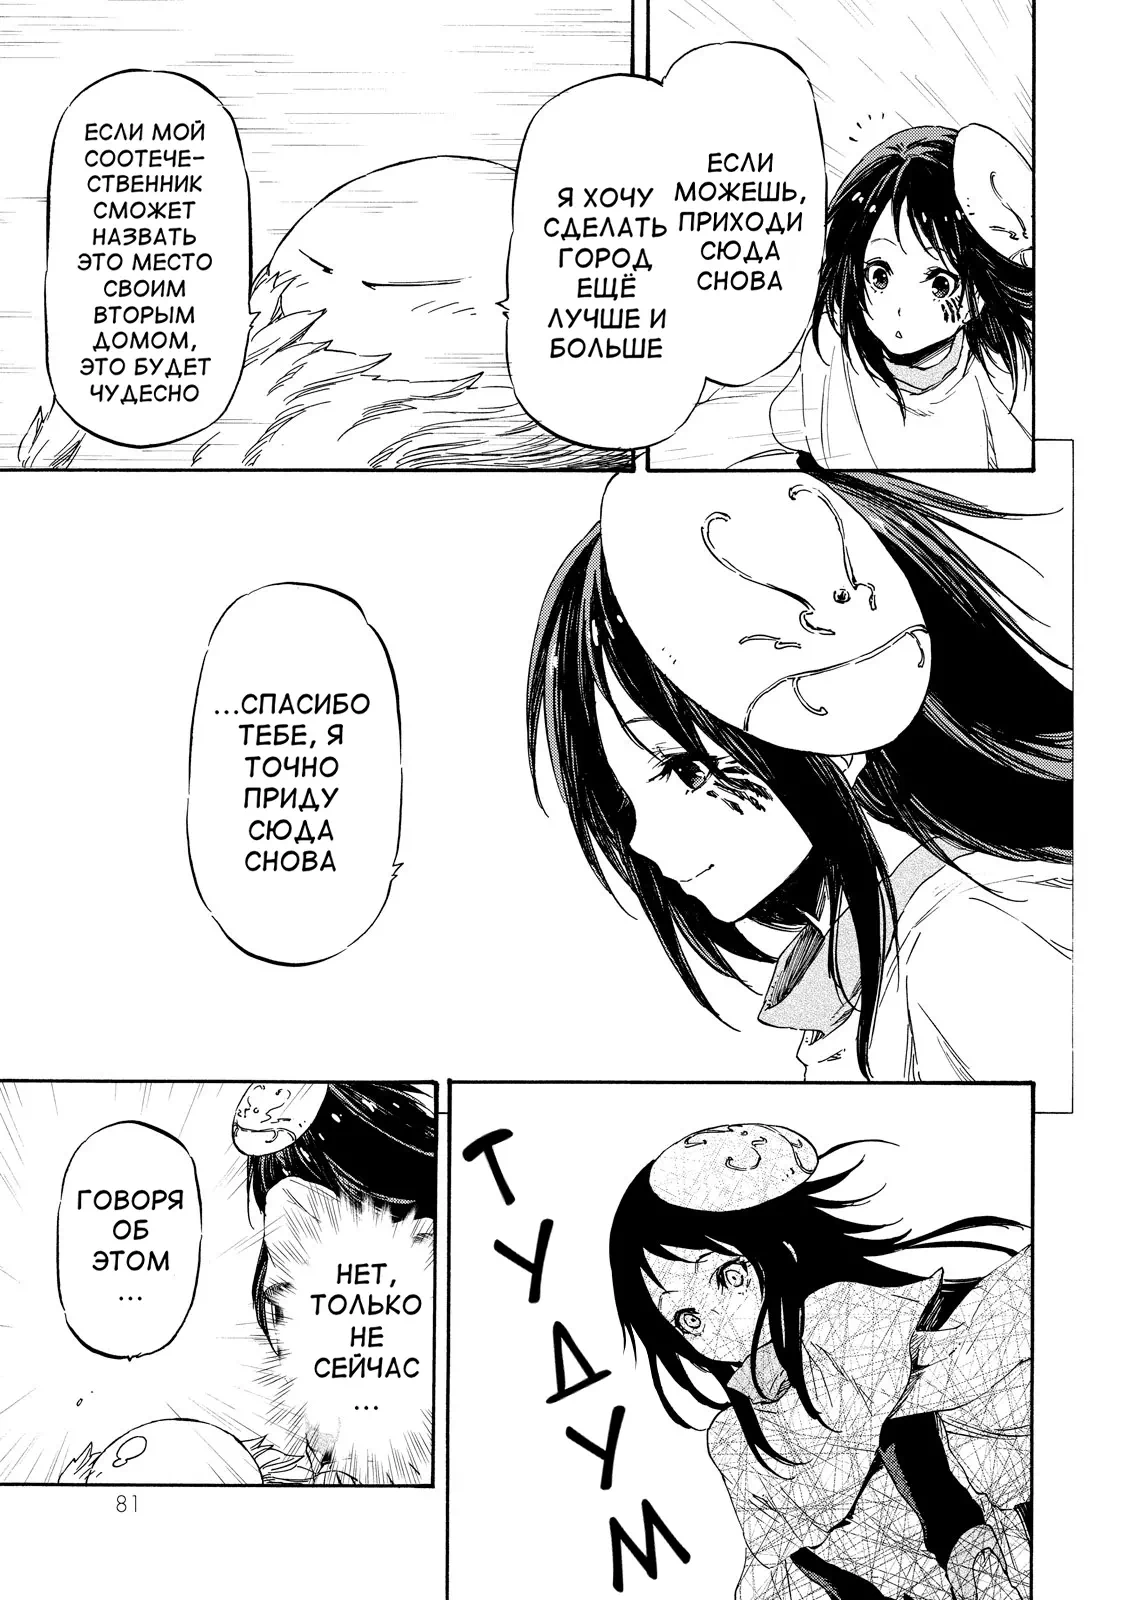 ЕСЛИ
МОЖЕШЬ,
ПРИХОДИ
СЮДА
СНОВА
Я ХОЧУ
СДЕЛАТЬ
ГОРОД
ЕЩЁ
ЛУЧШЕ И
БОЛЬШЕ
ЕСЛИ МОЙ
СООТЕЧЕ-
СТВЕННИК
СМОЖЕТ
НАЗВАТЬ
ЭТО МЕСТО
СВОИМ
ВТОРЫМ
ДОМОМ,
ЭТО БУДЕТ
ЧУДЕСНО
...СПАСИБО
ТЕБЕ, Я
ТОЧНО
ПРИДУ
СЮДА
СНОВА
ТУДУМ
НЕТ,
ТОЛЬКО
НЕ
СЕЙЧАС
...
ГОВОРЯ
ОБ
ЭТОМ
...
81